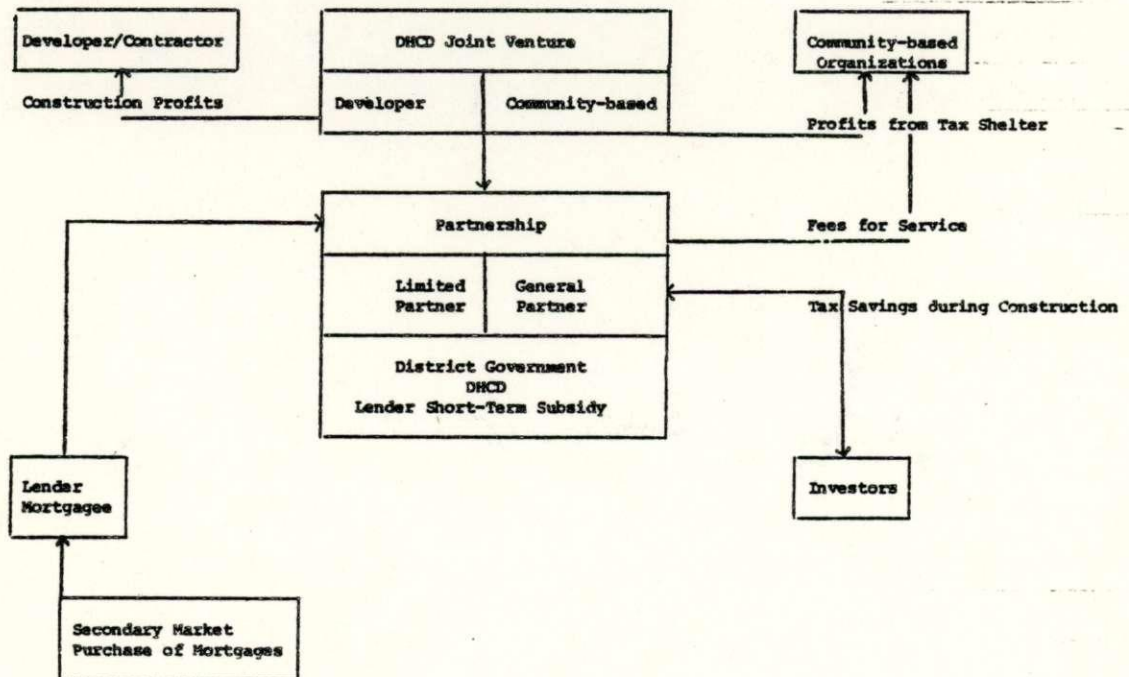 Developer/Contractor
DHCD Joint Venture
Community-based
Organizations
Construction Profits
Developer
Community-based
Profits from Tax Shelter
Partnership
Fees for Service
Limited
Partner
General
Partner
Tax Savings during Construction
District Government
DHCD
Lender Short-Term Subsidy
Lender
Mortgagee
Investors
Secondary Market
Purchase of Mortgages